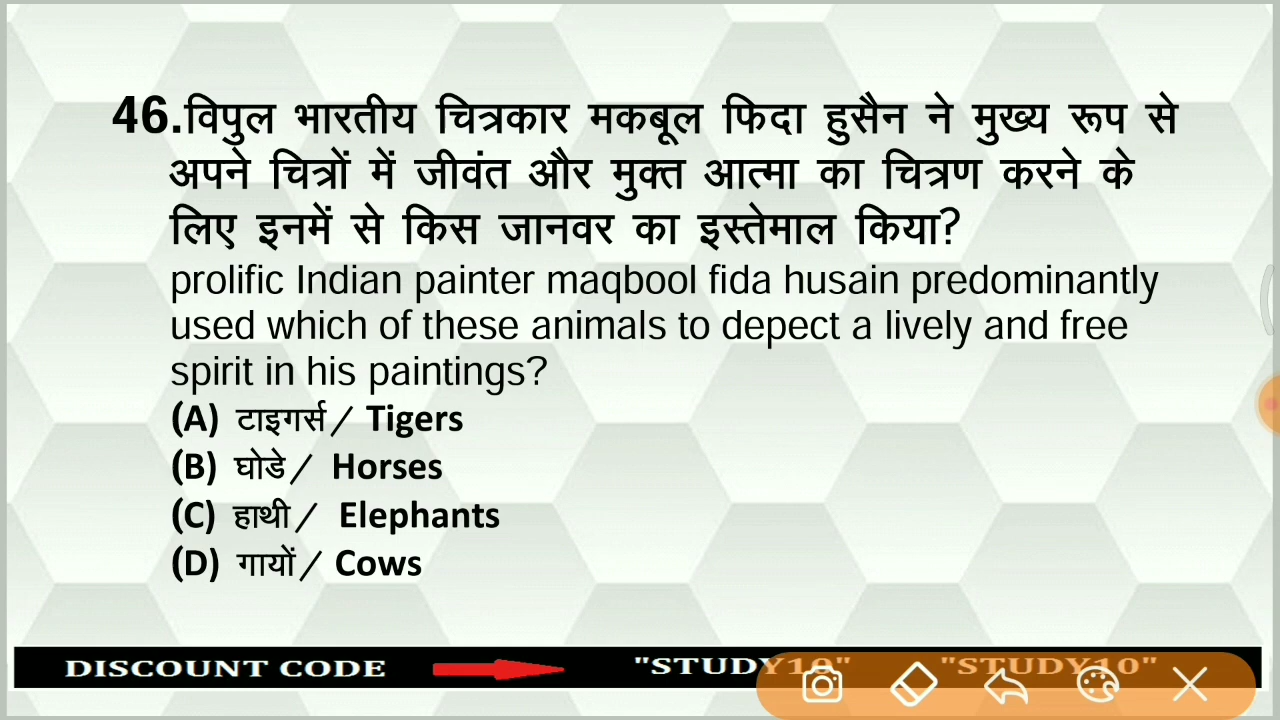 46.विपुल भारतीय चित्रकार मकबूल फिदा हुसैन ने मुख्य रूप से
अपने चित्रों में जीवंत और मुक्त आत्मा का चित्रण करने के
लिए इनमें से किस जानवर का इस्तेमाल किया?
prolific Indian painter maqbool fida husain predominantly
used which of these animals to depect a lively and free
spirit in his paintings?
(A) टाइगर्स/ Tigers
(B) घोडे/ Horses
(C) हाथी/ Elephants
(D) गायों/ Cows
DISCOUNT CODE "STUDY10" "STUDY10"